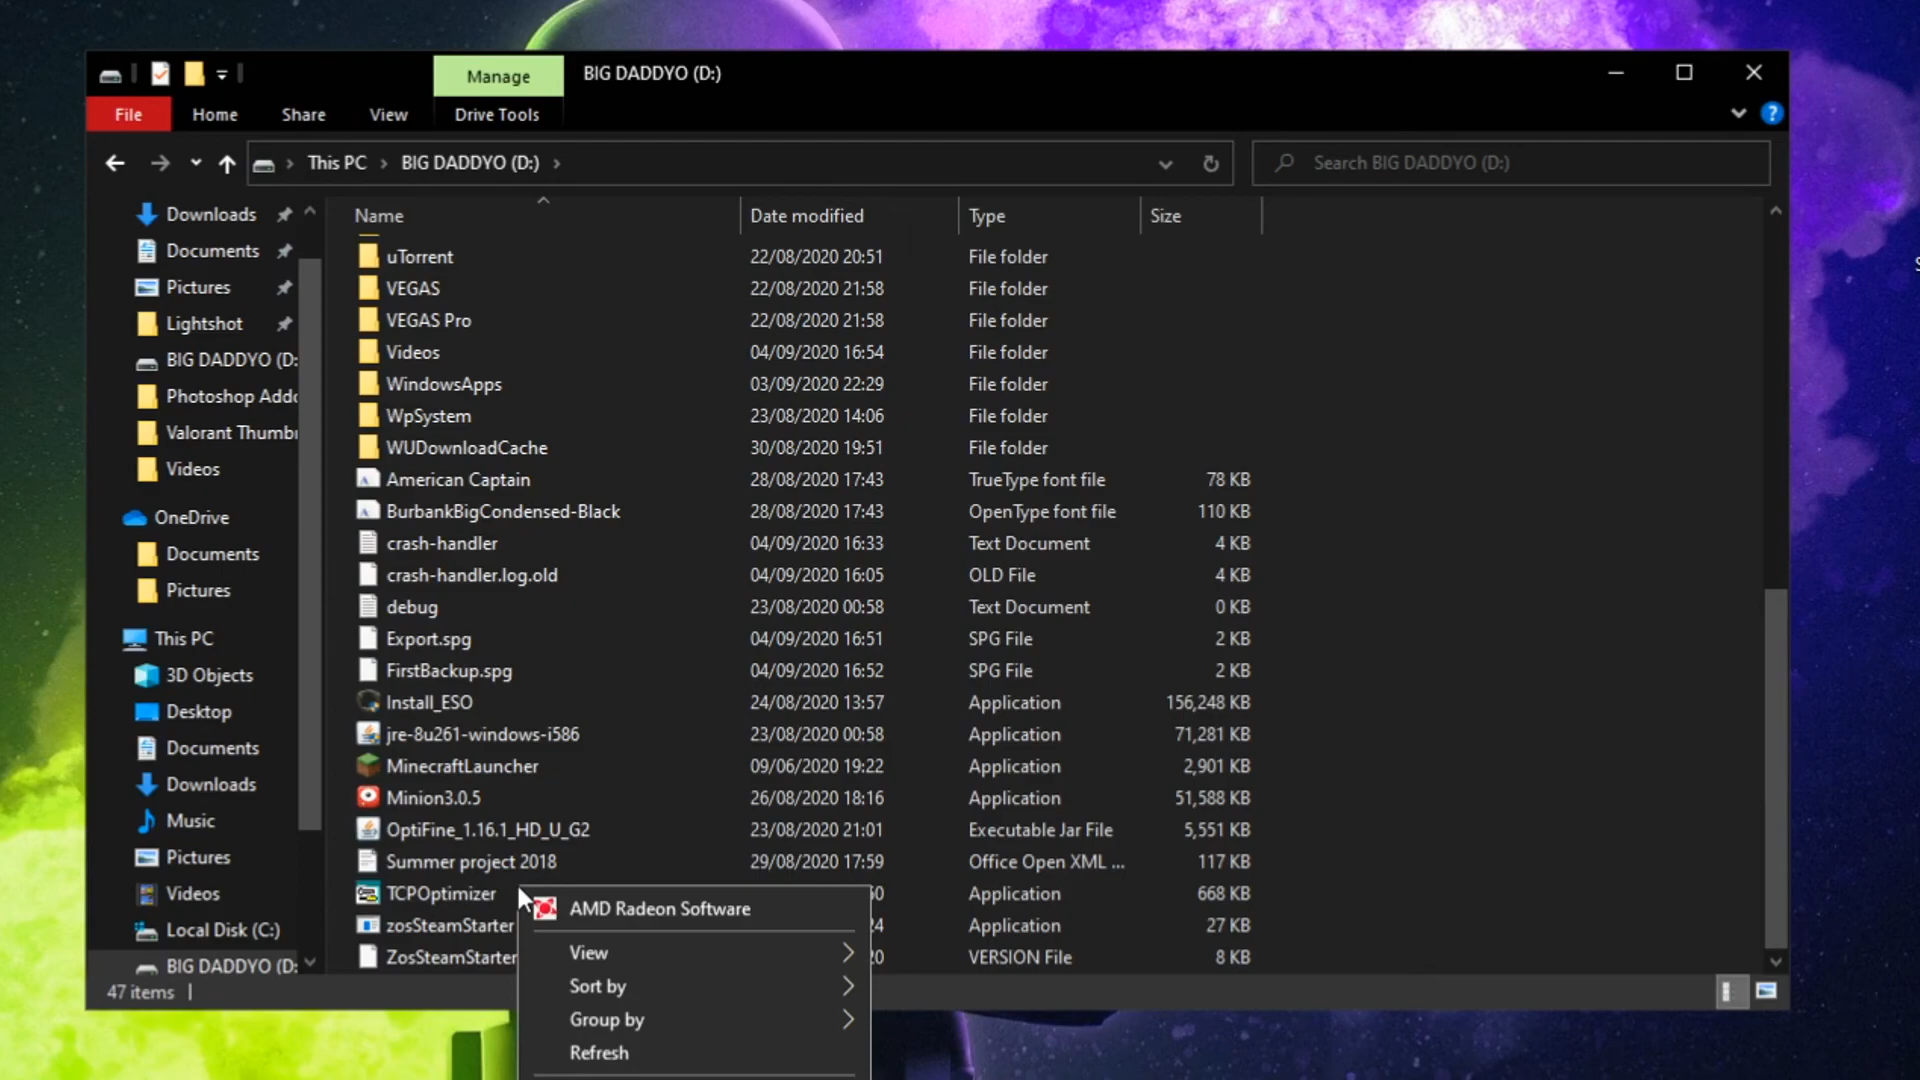 Manage
BIG DADDYO (D:)
File
Home
Share
View
Drive Tools
This PC
BIG DADDYO (D:)
Search BIG DADDYO (D:)
Downloads
Documents
Pictures
Lightshot
BIG DADDYO (D:
Photoshop Addo
Valorant Thumb
Videos
OneDrive
Documents
Pictures
This PC
3D Objects
Desktop
Documents
Downloads
Music
Pictures
Videos
Local Disk (C:)
BIG DADDYO (D:
Name Date modified Type Size
uTorrent 22/08/2020 20:51 File folder
VEGAS 22/08/2020 21:58 File folder
VEGAS Pro 22/08/2020 21:58 File folder
Videos 04/09/2020 16:54 File folder
WindowsApps 03/09/2020 22:29 File folder
WpSystem 23/08/2020 14:06 File folder
WUDownloadCache 30/08/2020 19:51 File folder
American Captain 28/08/2020 17:43 TrueType font file 78 KB
BurbankBigCondensed-Black 28/08/2020 17:43 OpenType font file 110 KB
crash-handler 04/09/2020 16:33 Text Document 4 KB
crash-handler.log.old 04/09/2020 16:05 OLD File 4 KB
debug 23/08/2020 00:58 Text Document 0 KB
Export.spg 04/09/2020 16:51 SPG File 2 KB
FirstBackup.spg 04/09/2020 16:52 SPG File 2 KB
Install_ESO 24/08/2020 13:57 Application 156,248 KB
jre-8u261-windows-i586 23/08/2020 00:58 Application 71,281 KB
MinecraftLauncher 09/06/2020 19:22 Application 2,901 KB
Minion3.0.5 26/08/2020 18:16 Application 51,588 KB
OptiFine_1.16.1_HD_U_G2 23/08/2020 21:01 Executable Jar File 5,551 KB
Summer project 2018 29/08/2020 17:59 Office Open XML ... 117 KB
TCPOptimizer Application 668 KB
zosSteamStarter 24 Application 27 KB
ZosSteamStarter 20 VERSION File 8 KB
AMD Radeon Software
View
Sort by
Group by
Refresh
47 items